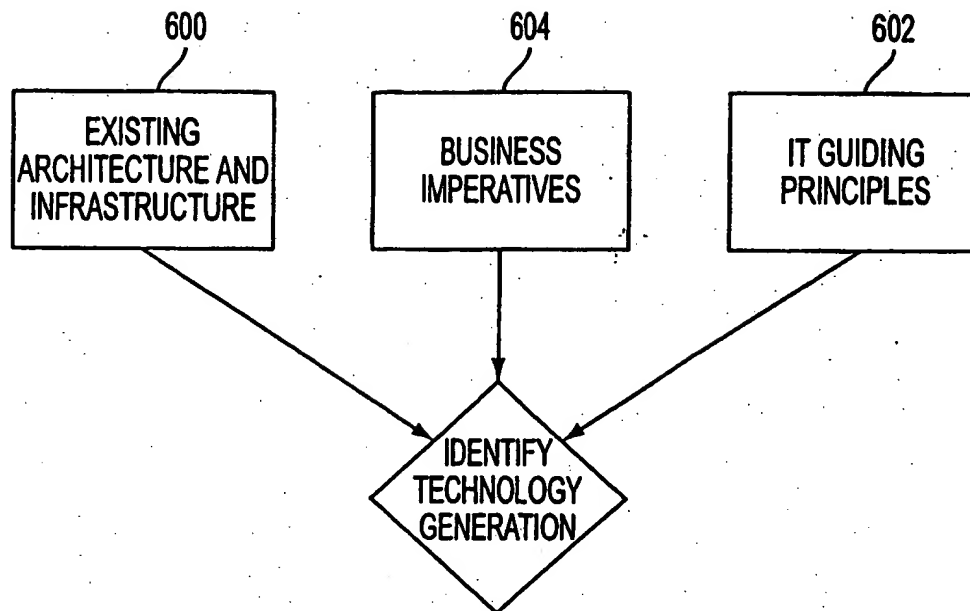 600
604
602
EXISTING
ARCHITECTURE AND
INFRASTRUCTURE
BUSINESS
IMPERATIVES
IT GUIDING
PRINCIPLES
IDENTIFY
TECHNOLOGY
GENERATION